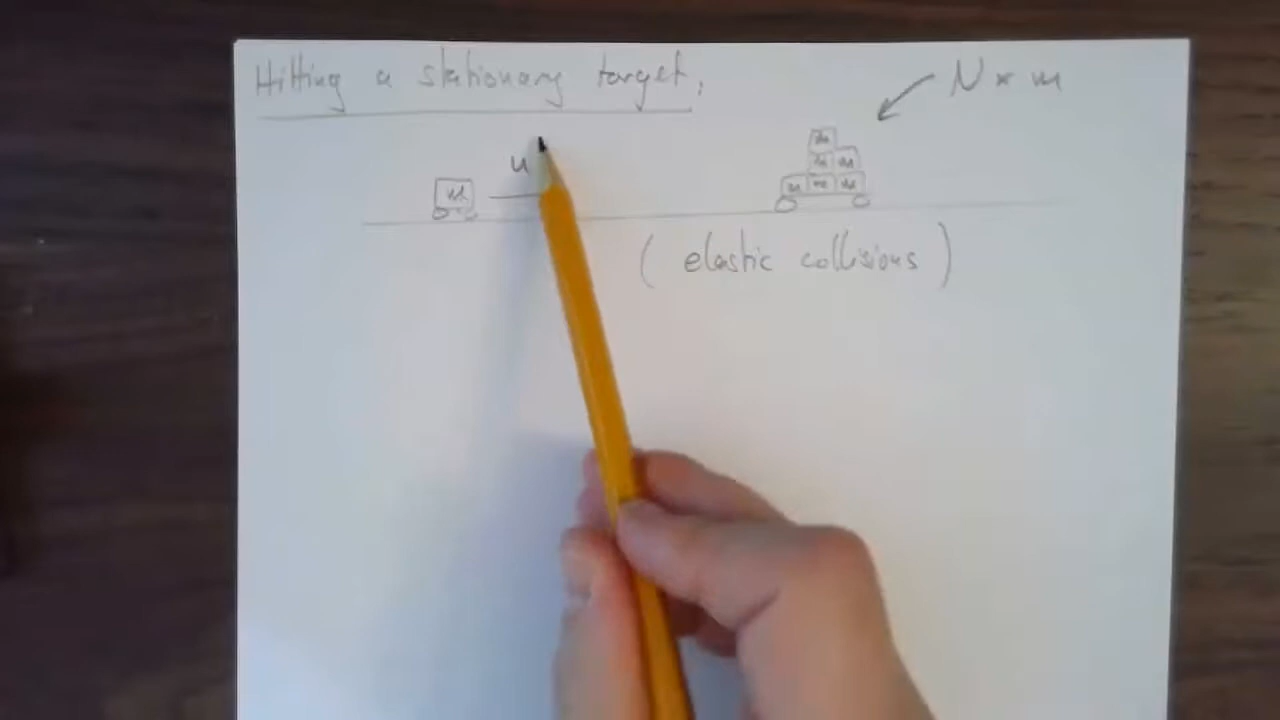 Hitting a stationary target.
N × m
u
m
m
m m
m m m
( elastic collisions )